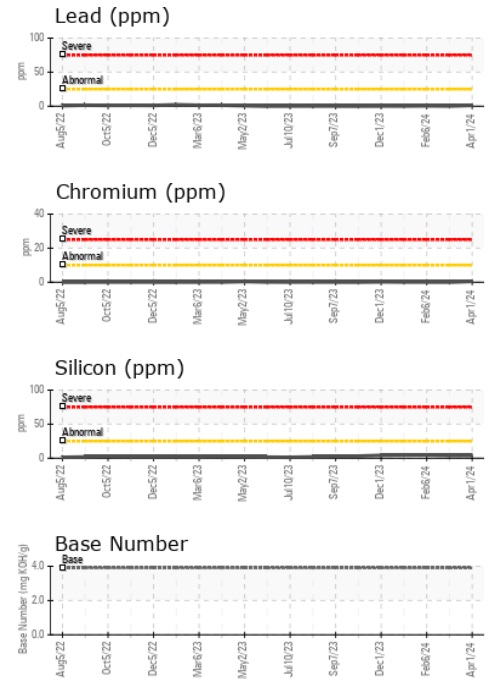 Lead (ppm)
100
Severe
ppm
50
Abnormal
0
Aug5/22 Oct5/22 Dec5/22 Mar6/23 May2/23 Jul10/23 Sep7/23 Dec1/23 Feb6/24 Apr1/24
Chromium (ppm)
40
Severe
ppm
20
Abnormal
0
Aug5/22 Oct5/22 Dec5/22 Mar6/23 May2/23 Jul10/23 Sep7/23 Dec1/23 Feb6/24 Apr1/24
Silicon (ppm)
100
Severe
ppm
50
Abnormal
0
Aug5/22 Oct5/22 Dec5/22 Mar6/23 May2/23 Jul10/23 Sep7/23 Dec1/23 Feb6/24 Apr1/24
Base Number
Base Number (mg KOH/g)
Base
4.0
2.0
0.0
Aug5/22 Oct5/22 Dec5/22 Mar6/23 May2/23 Jul10/23 Sep7/23 Dec1/23 Feb6/24 Apr1/24